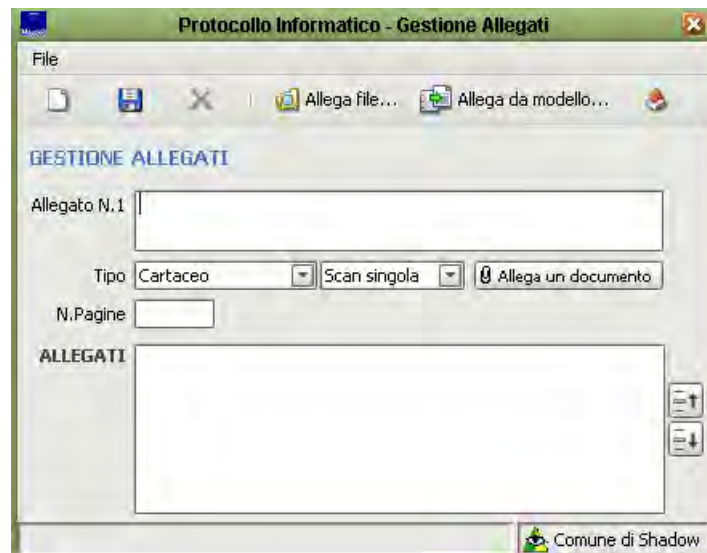 Protocollo Informatico - Gestione Allegati
File
Allega file... Allega da modello...
GESTIONE ALLEGATI
Allegato N.1
Tipo Cartaceo Scan singola Allega un documento
N.Pagine
ALLEGATI
Comune di Shadow